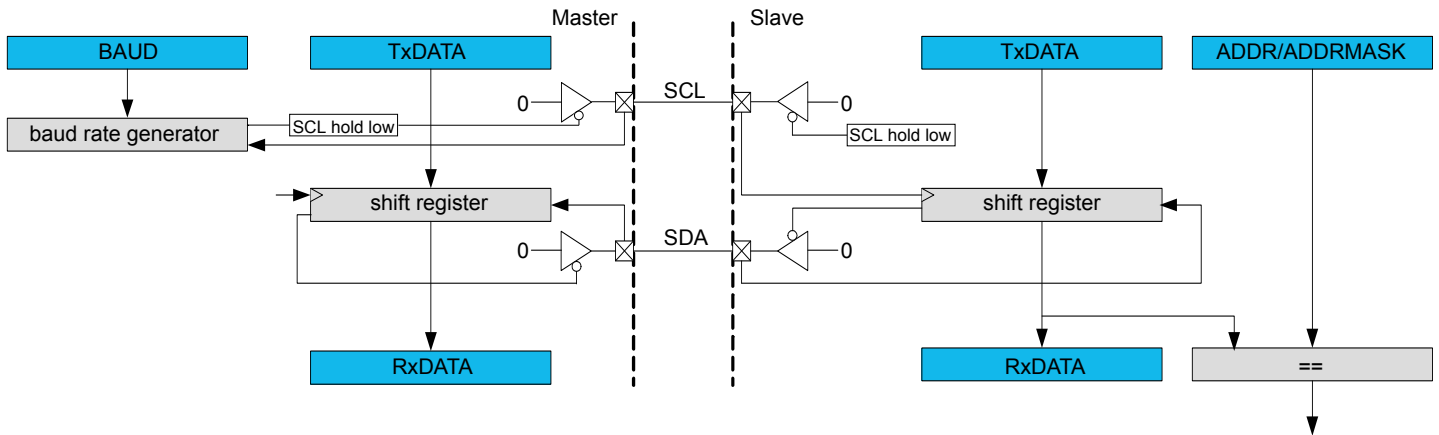 Master
Slave
BAUD
TxDATA
TxDATA
ADDR/ADDRMASK
SCL
0
0
baud rate generator
SCL hold low
SCL hold low
shift register
shift register
SDA
0
0
RxDATA
RxDATA
==